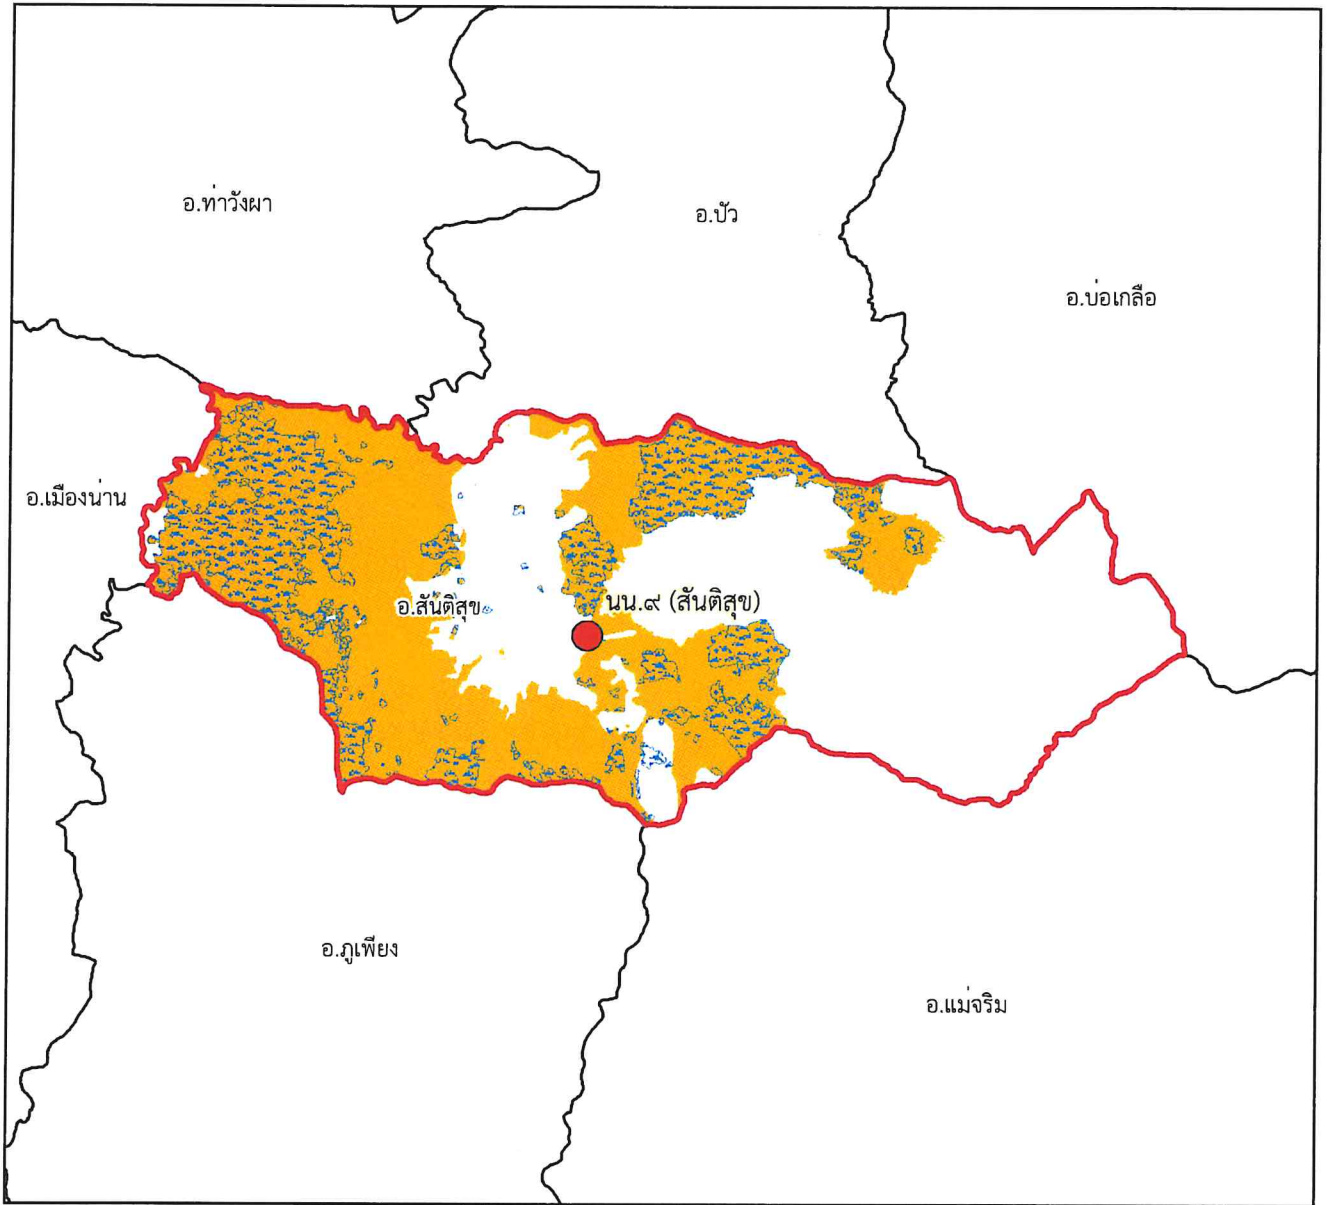 อ.ท่าวังผา
อ.ปัว
อ.บ่อเกลือ
อ.เมืองน่าน
อ.สันติสุข
นน.๙ (สันติสุข)
อ.ภูเพียง
อ.แม่จริม